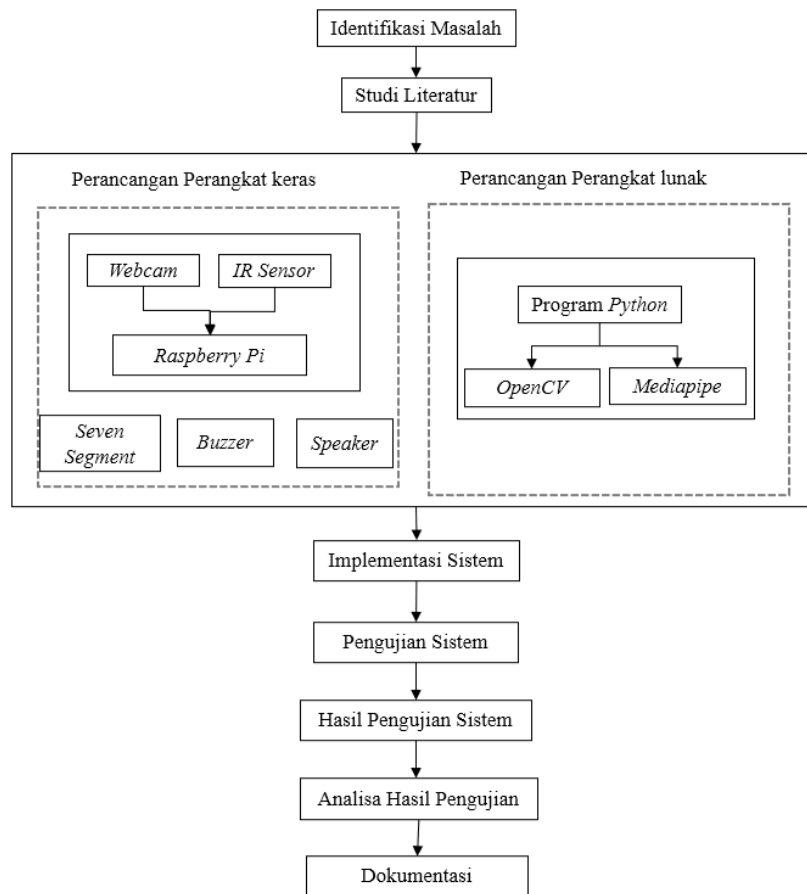 Identifikasi Masalah
Studi Literatur
Perancangan Perangkat keras
Webcam
IR Sensor
Raspberry Pi
Seven
Segment
Buzzer
Speaker
Perancangan Perangkat lunak
Program Python
OpenCV
Mediapipe
Implementasi Sistem
Pengujian Sistem
Hasil Pengujian Sistem
Analisa Hasil Pengujian
Dokumentasi